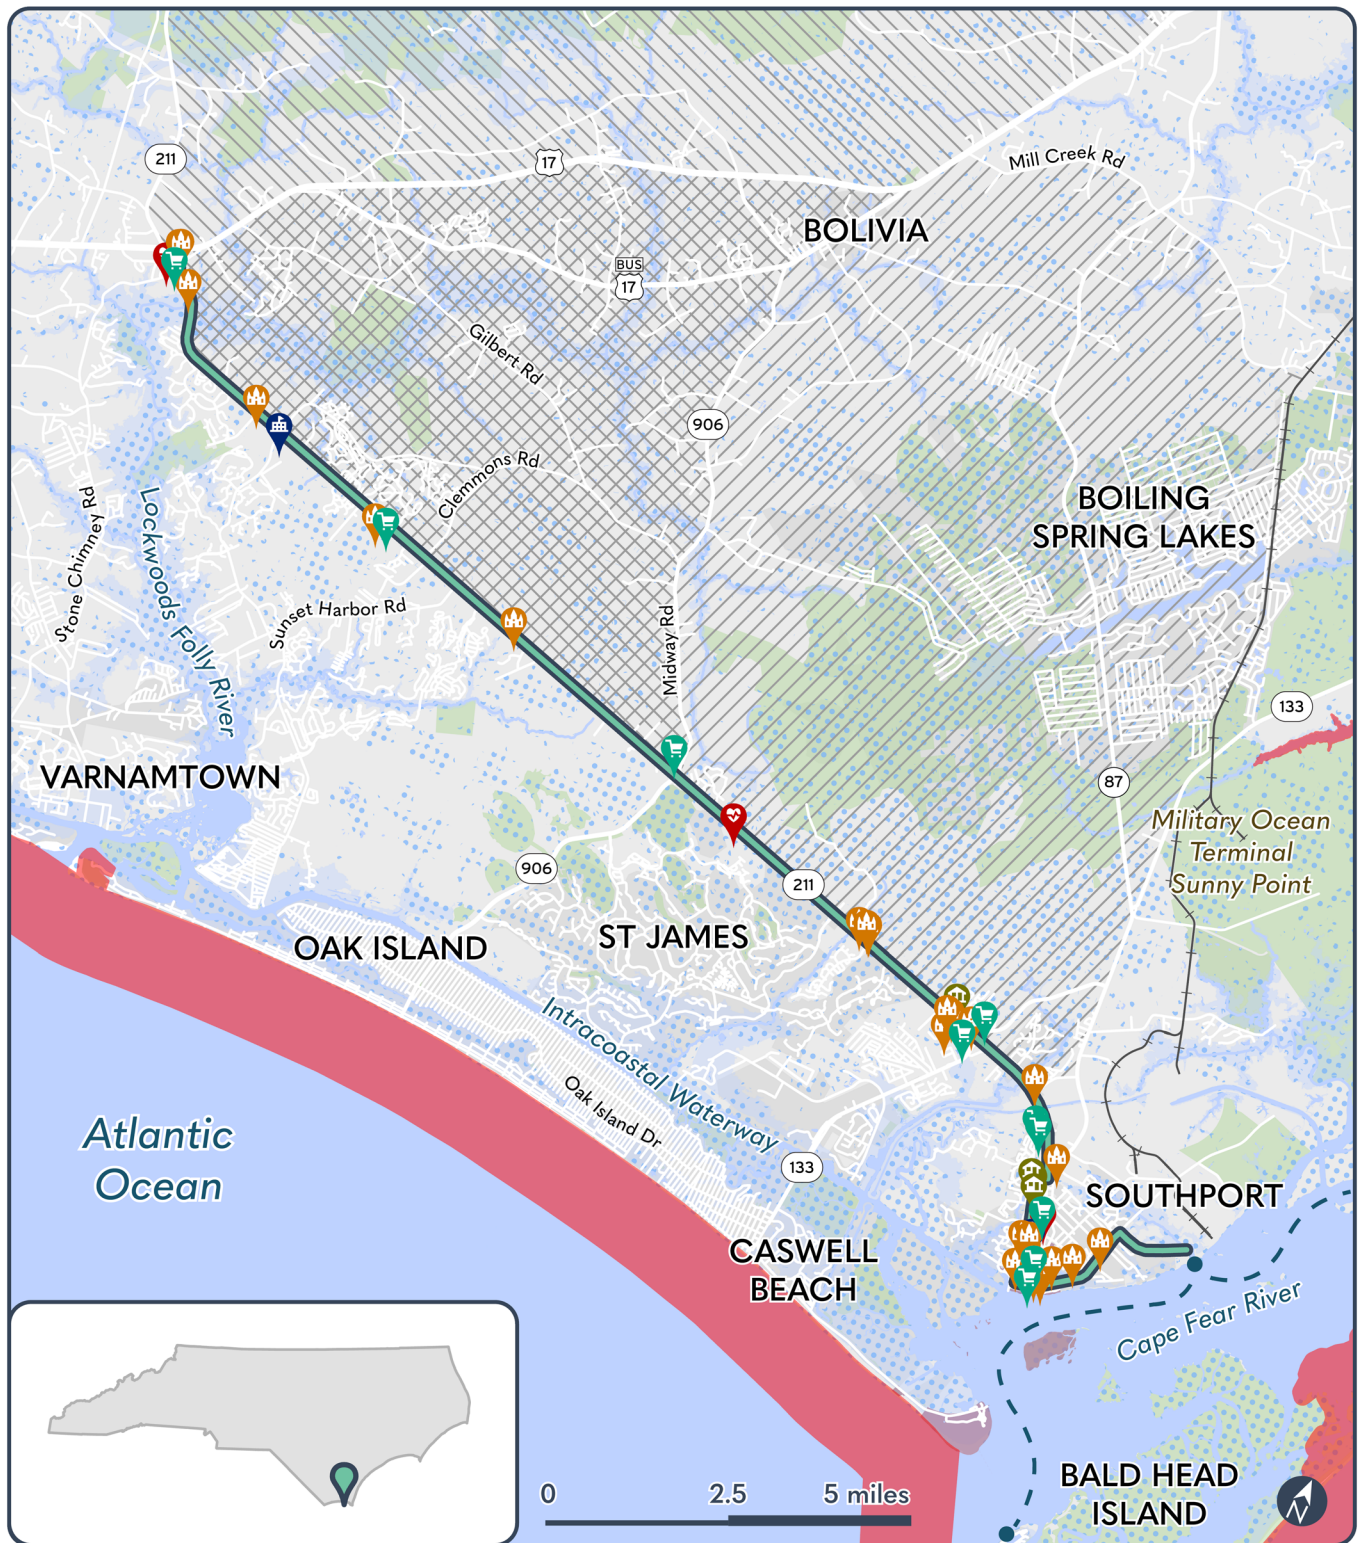 211
17
Mill Creek Rd
BOLIVIA
BUS
17
Gilbert Rd
906
Clemmons Rd
BOILING
SPRING LAKES
Stone Chimney Rd
Lockwoods Folly River
Sunset Harbor Rd
Midway Rd
133
VARNAMTOWN
87
Military Ocean
Terminal
Sunny Point
906
211
OAK ISLAND
ST JAMES
Intracoastal Waterway
Oak Island Dr
Atlantic
Ocean
133
SOUTHPORT
CASWELL
BEACH
Cape Fear River
0 2.5 5 miles
BALD HEAD
ISLAND
N